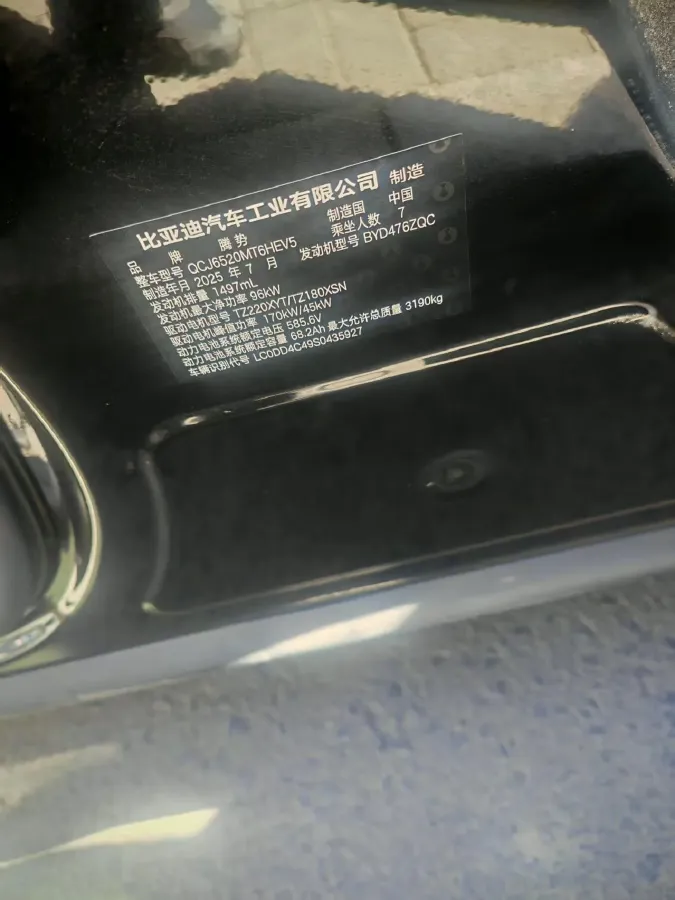 比亚迪汽车工业有限公司 制造
品牌 腾势 制造国 中国
整车型号 QCJ6520MT6HEV5 乘坐人数 7
制造年月 2025 年 7 月 发动机型号 BYD476ZQC
发动机排量 1497mL
发动机最大净功率 96kW
驱动电机型号 TZ220XYT/TZ180XSN
驱动电机峰值功率 170kW/45kW
动力电池系统额定电压 585.6V
动力电池系统额定容量 68.2Ah 最大允许总质量 3190kg
车辆识别代号 LC0DD4C49S0435927